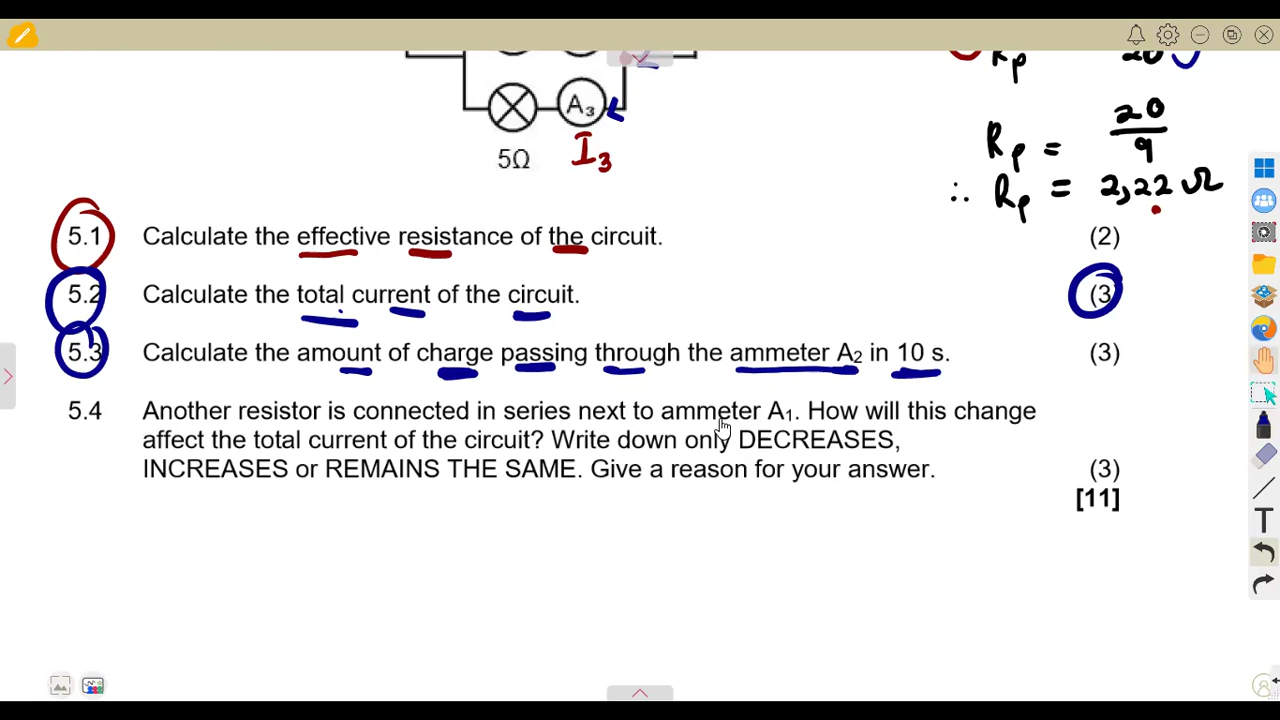 Rp 20
A3
5Ω
I3
Rp = 20/9
∴ Rp = 2,22 Ω
5.1 Calculate the effective resistance of the circuit. (2)
5.2 Calculate the total current of the circuit. (3
5.3 Calculate the amount of charge passing through the ammeter A2 in 10 s. (3)
5.4 Another resistor is connected in series next to ammeter A1. How will this change
affect the total current of the circuit? Write down only DECREASES,
INCREASES or REMAINS THE SAME. Give a reason for your answer. (3)
[11]
T